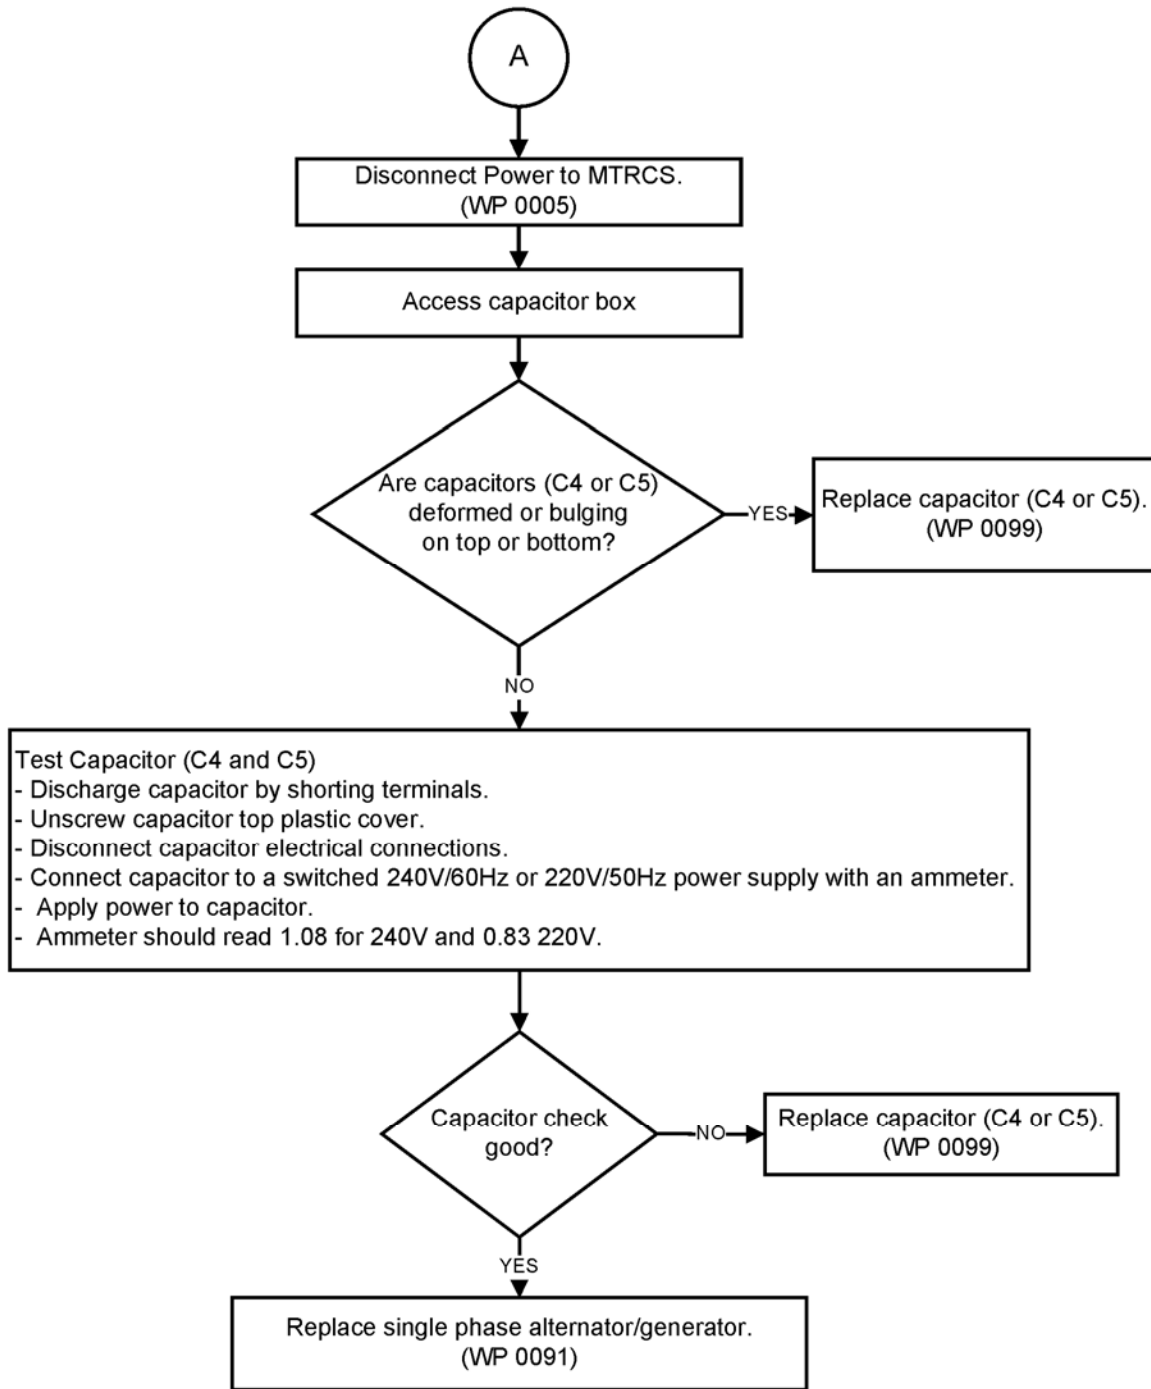 A
Disconnect Power to MTRCS.
(WP 0005)
Access capacitor box
Are capacitors (C4 or C5)
deformed or bulging
on top or bottom?
YES
Replace capacitor (C4 or C5).
(WP 0099)
NO
Test Capacitor (C4 and C5)
- Discharge capacitor by shorting terminals.
- Unscrew capacitor top plastic cover.
- Disconnect capacitor electrical connections.
- Connect capacitor to a switched 240V/60Hz or 220V/50Hz power supply with an ammeter.
-  Apply power to capacitor.
-  Ammeter should read 1.08 for 240V and 0.83 220V.
Capacitor check
good?
NO
Replace capacitor (C4 or C5).
(WP 0099)
YES
Replace single phase alternator/generator.
(WP 0091)